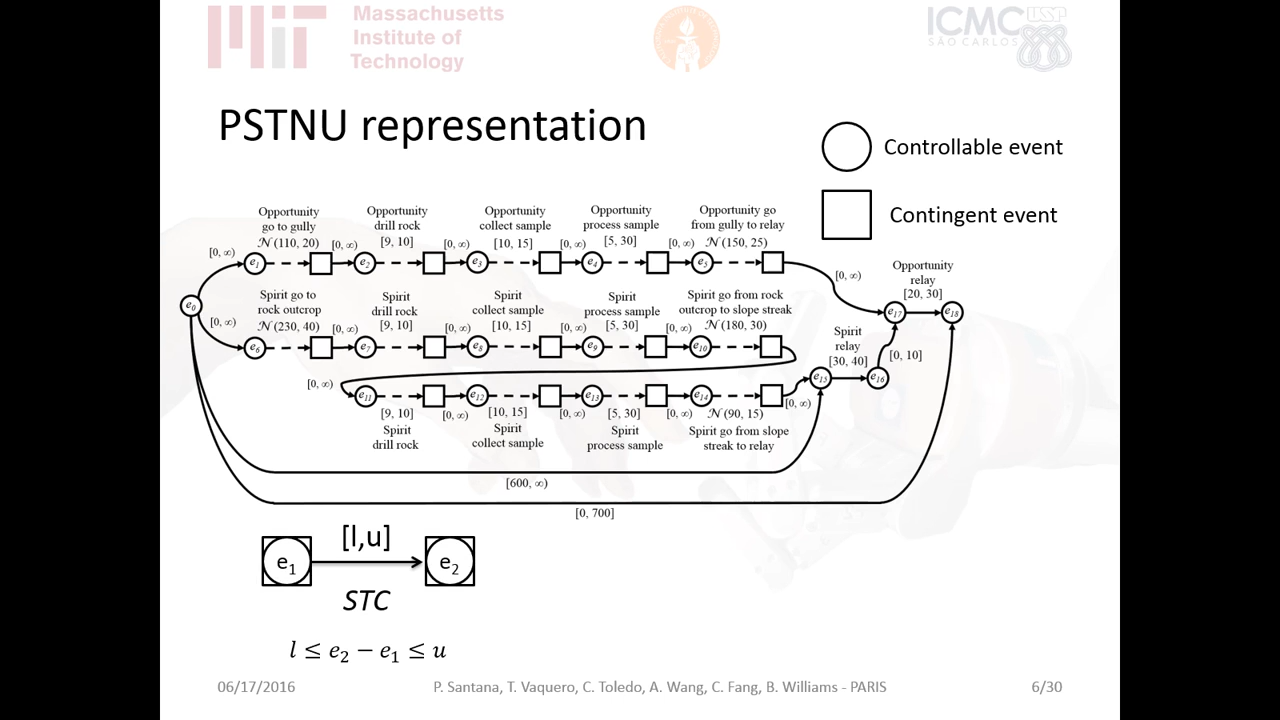 Massachusetts
Institute of
Technology
ICMC USP
SÃO CARLOS
PSTNU representation
Controllable event
Contingent event
Opportunity go to gully
Opportunity drill rock
Opportunity collect sample
Opportunity process sample
Opportunity go from gully to relay
N(110, 20)
[9, 10]
[10, 15]
[5, 30]
N(150, 25)
[0, ∞) e1 [0, ∞) e2 [0, ∞) e3 [0, ∞) e4 [0, ∞) e5 [0, ∞)
Opportunity
relay
[20, 30]
e0
e17 e18
Spirit go to rock outcrop
Spirit drill rock
Spirit collect sample
Spirit process sample
Spirit go from rock outcrop to slope streak
N(230, 40)
[9, 10]
[10, 15]
[5, 30]
N(180, 30)
[0, ∞) e6 [0, ∞) e7 [0, ∞) e8 [0, ∞) e9 [0, ∞) e10
Spirit
relay
[30, 40]
[0, 10]
e15 e16
[0, ∞) e11 [0, ∞) e12 [0, ∞) e13 [0, ∞) e14 [0, ∞)
[9, 10]
[10, 15]
[5, 30]
N(90, 15)
Spirit drill rock
Spirit collect sample
Spirit process sample
Spirit go from slope streak to relay
[600, ∞)
[0, 700]
[l,u]
e1 e2
STC
l ≤ e2 − e1 ≤ u
06/17/2016
P. Santana, T. Vaquero, C. Toledo, A. Wang, C. Fang, B. Williams - PARIS
6/30